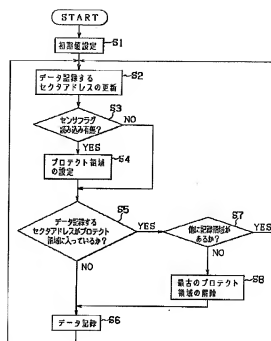 START
初期値設定
S1
S2
データ記録する
セクタアドレスの更新
S3
センサフラグ
読み込み有無?
NO
YES
S4
プロテクト領域
の設定
S5
データ記録する
セクタアドレスがプロテクト
領域に入っているか?
YES
S7
他に記録領域が
あるか?
YES
NO
NO
S8
最古のプロテクト
領域の解除
データ記録
S6